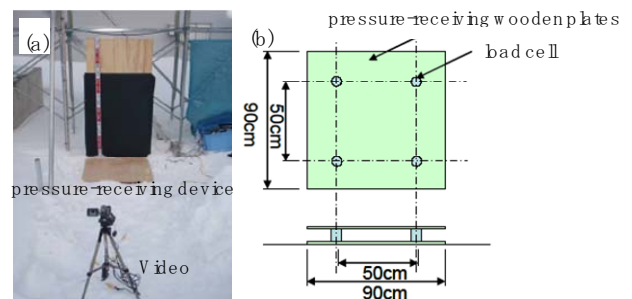 (a)
pressure-receiving device
Video
(b)
pressure-receiving wooden plates
load cell
90cm
50cm
50cm
90cm